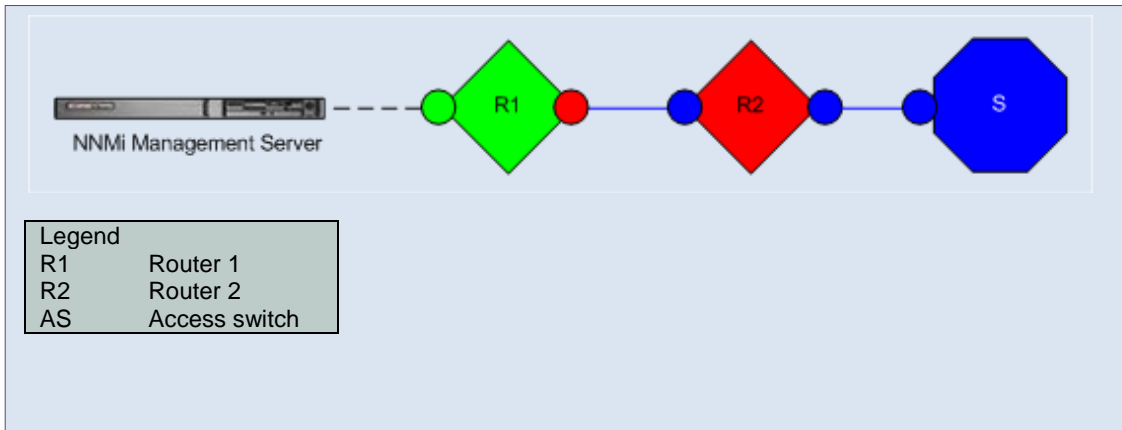 R1
R2
S
NNMi Management Server
Legend
R1 Router 1
R2 Router 2
AS Access switch